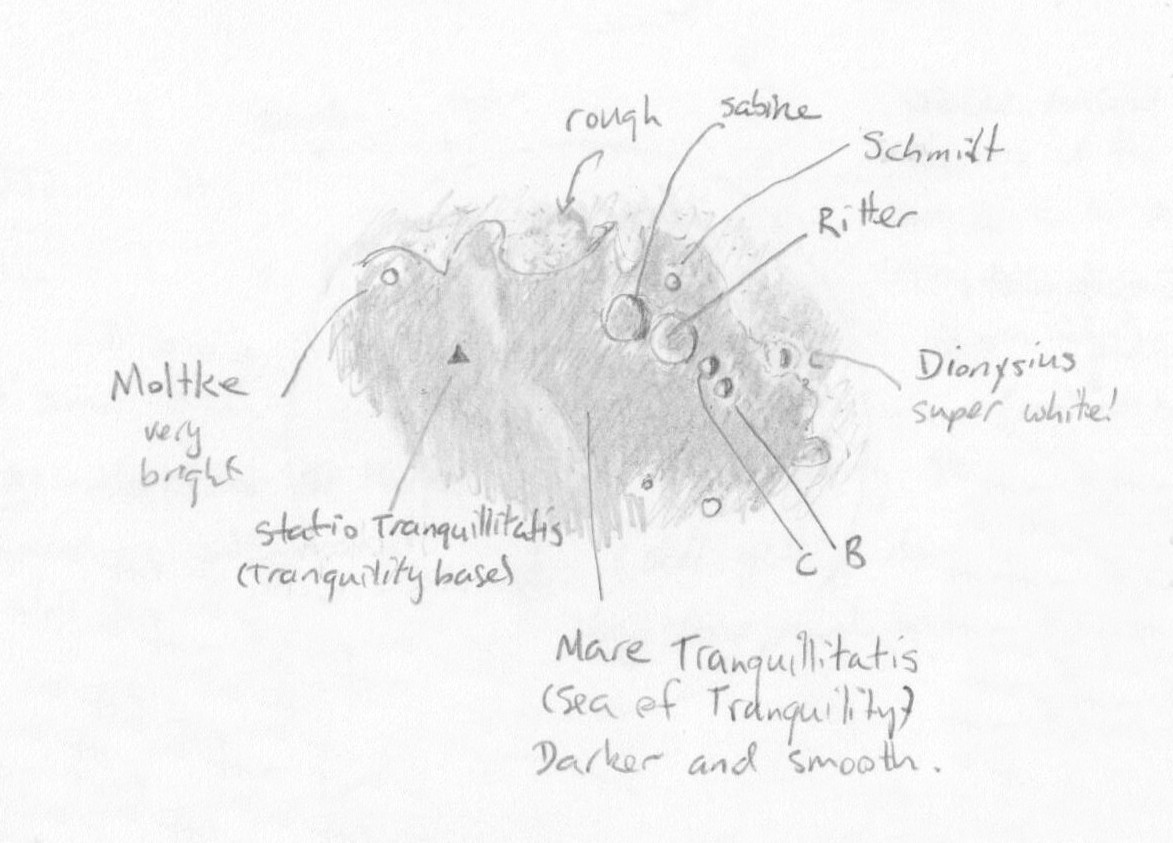 rough
sabine
Schmidt
Ritter
Moltke
very
bright
Dionysius
super white!
statio Tranquillitatis
(Tranquility base)
C
B
Mare Tranquillitatis
(Sea of Tranquility)
Darker and smooth.